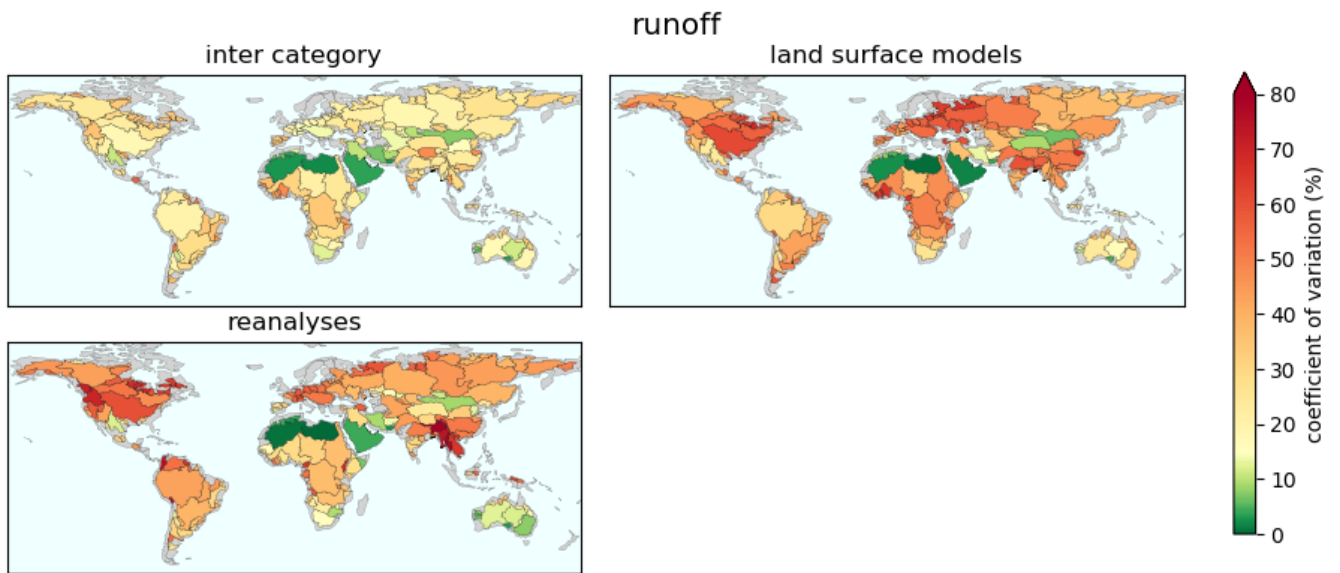 runoff
inter category
land surface models
reanalyses
80
70
60
50
40
30
20
10
0
coefficient of variation (%)